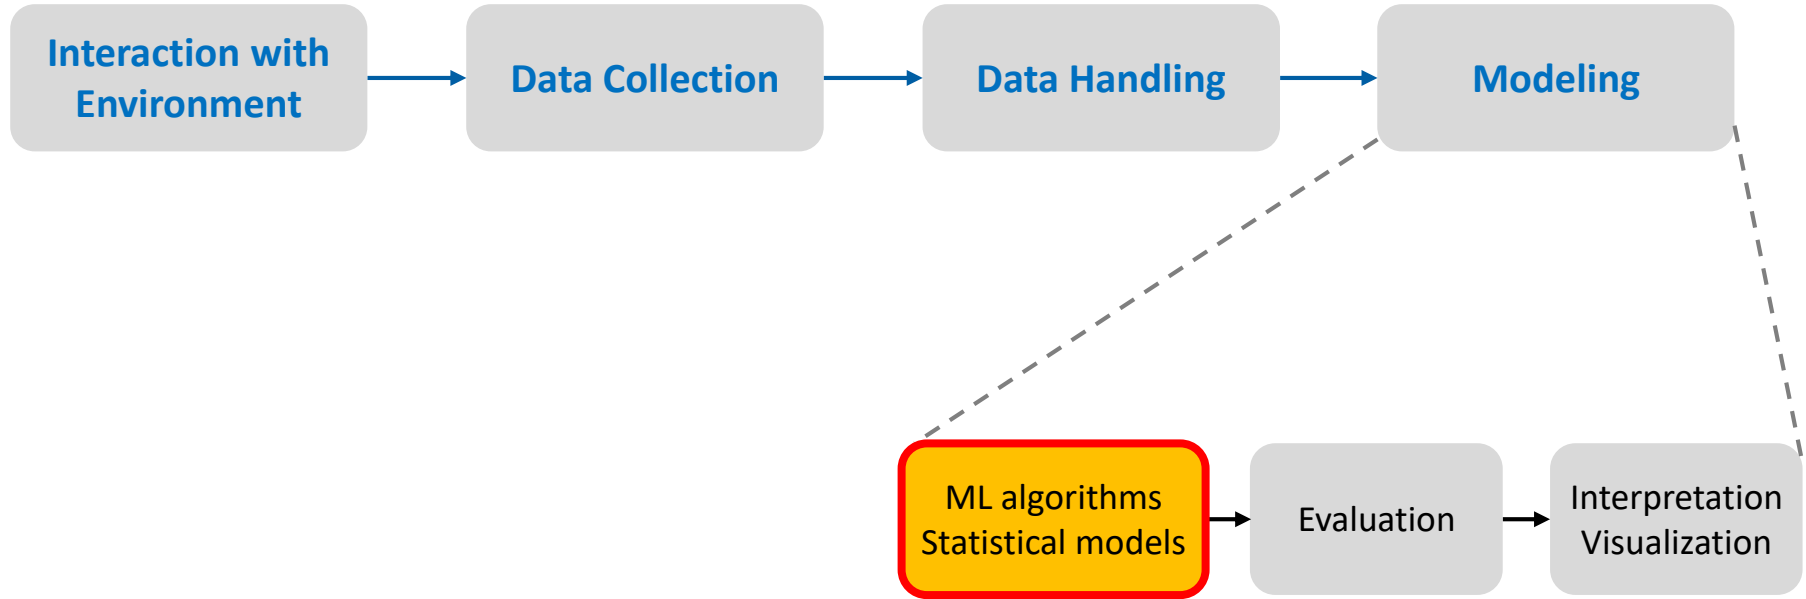 Interaction with
Environment
Data Collection
Data Handling
Modeling
ML algorithms
Statistical models
Evaluation
Interpretation
Visualization